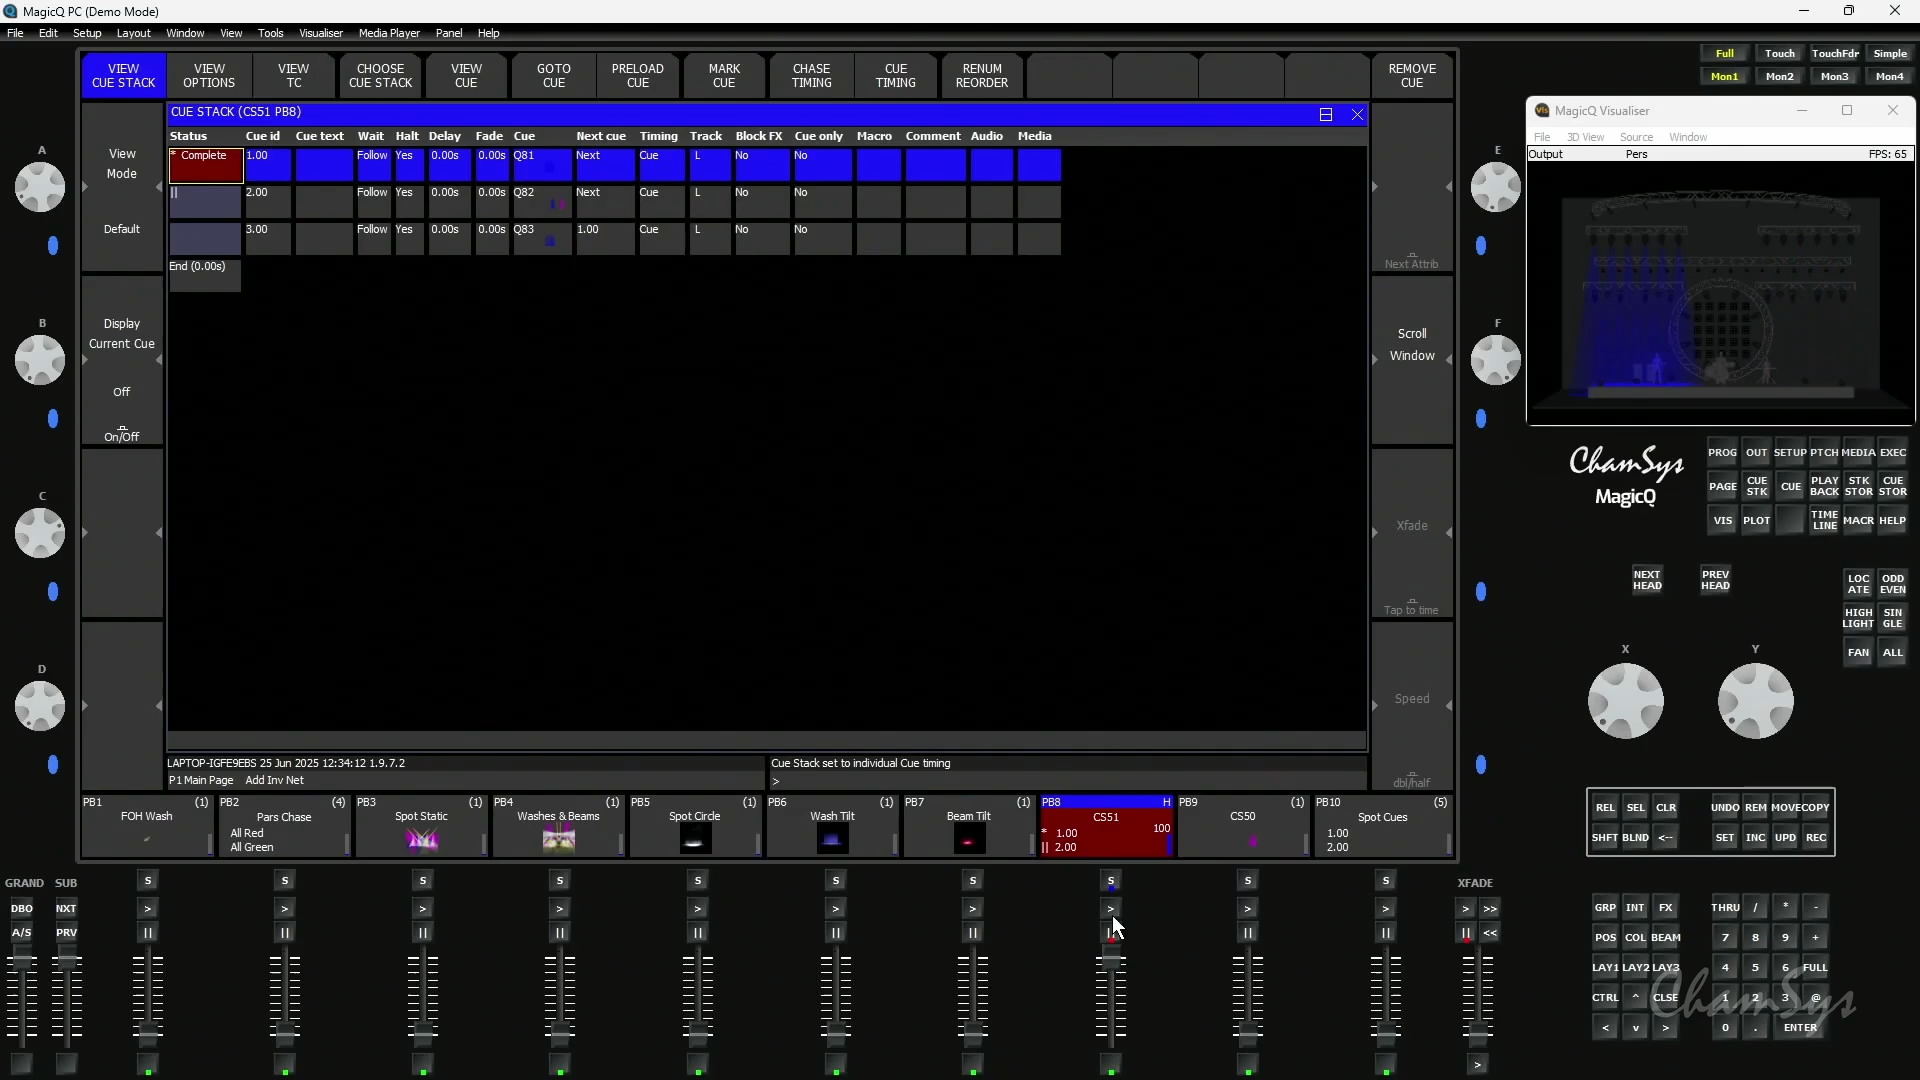 MagicQ PC (Demo Mode)
File Edit Setup Layout Window View Tools Visualiser Media Player Panel Help
Full Touch TouchFdr Simple
Mon1 Mon2 Mon3 Mon4
VIEW CUE STACK
VIEW OPTIONS
VIEW TC
CHOOSE CUE STACK
VIEW CUE
GOTO CUE
PRELOAD CUE
MARK CUE
CHASE TIMING
CUE TIMING
RENUM REORDER
REMOVE CUE
CUE STACK (CS51 PB8)
Status Cue id Cue text Wait Halt Delay Fade Cue Next cue Timing Track Block FX Cue only Macro Comment Audio Media
* Complete 1.00 Follow Yes 0.00s 0.00s Q81 Next Cue L No No
|| 2.00 Follow Yes 0.00s 0.00s Q82 Next Cue L No No
3.00 Follow Yes 0.00s 0.00s Q83 1.00 Cue L No No
End (0.00s)
A
B
C
D
View Mode
Default
Display Current Cue
Off
On/Off
Next Attrib
Scroll Window
Xfade
Tap to time
Speed
dbl/half
E
F
MagicQ Visualiser
File 3D View Source Window
Output Pers FPS: 65
ChamSys
MagicQ
PROG OUT SETUP PTCH MEDIA EXEC
PAGE CUE STK CUE PLAY BACK STK STOR CUE STOR
VIS PLOT TIME LINE MACR HELP
NEXT HEAD PREV HEAD
LOC ATE ODD EVEN
HIGH LIGHT SIN GLE
FAN ALL
X Y
LAPTOP-IGFE9EBS 25 Jun 2025 12:34:12 1.9.7.2
Cue Stack set to individual Cue timing
P1 Main Page Add Inv Net
>
PB1 (1) PB2 (4) PB3 (1) PB4 (1) PB5 (1) PB6 (1) PB7 (1) PB8 H PB9 (1) PB10 (5)
FOH Wash Pars Chase Spot Static Washes & Beams Spot Circle Wash Tilt Beam Tilt CS51 CS50 Spot Cues
All Red * 1.00 100 1.00
All Green || 2.00 2.00
REL SEL CLR UNDO REM MOVE COPY
SHFT BLND <-- SET INC UPD REC
GRAND SUB S S S S S S S S S S XFADE
DBO NXT > > > > > > > > > > > >>
A/S PRV || || || || || || || || || || || <<
>
GRP INT FX THRU / * -
POS COL BEAM 7 8 9 +
LAY1 LAY2 LAY3 4 5 6 FULL
CTRL ^ CLSE 1 2 3 @
< v > 0 . ENTER
ChamSys